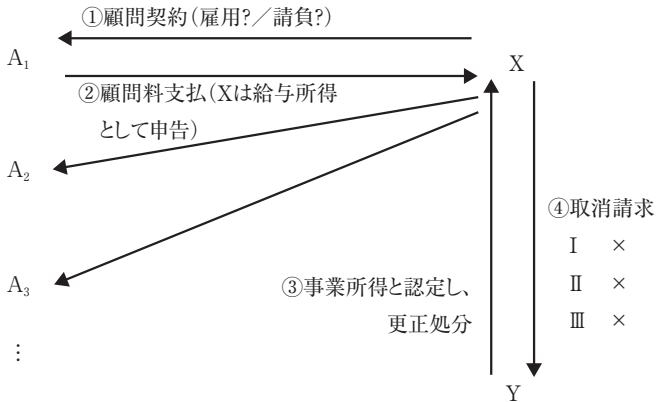 ①顧問契約(雇用?/請負?)
A₁
X
②顧問料支払(Xは給与所得
として申告)
A₂
④取消請求
Ⅰ ×
A₃
③事業所得と認定し、
Ⅱ ×
更正処分
Ⅲ ×
⋮
Y